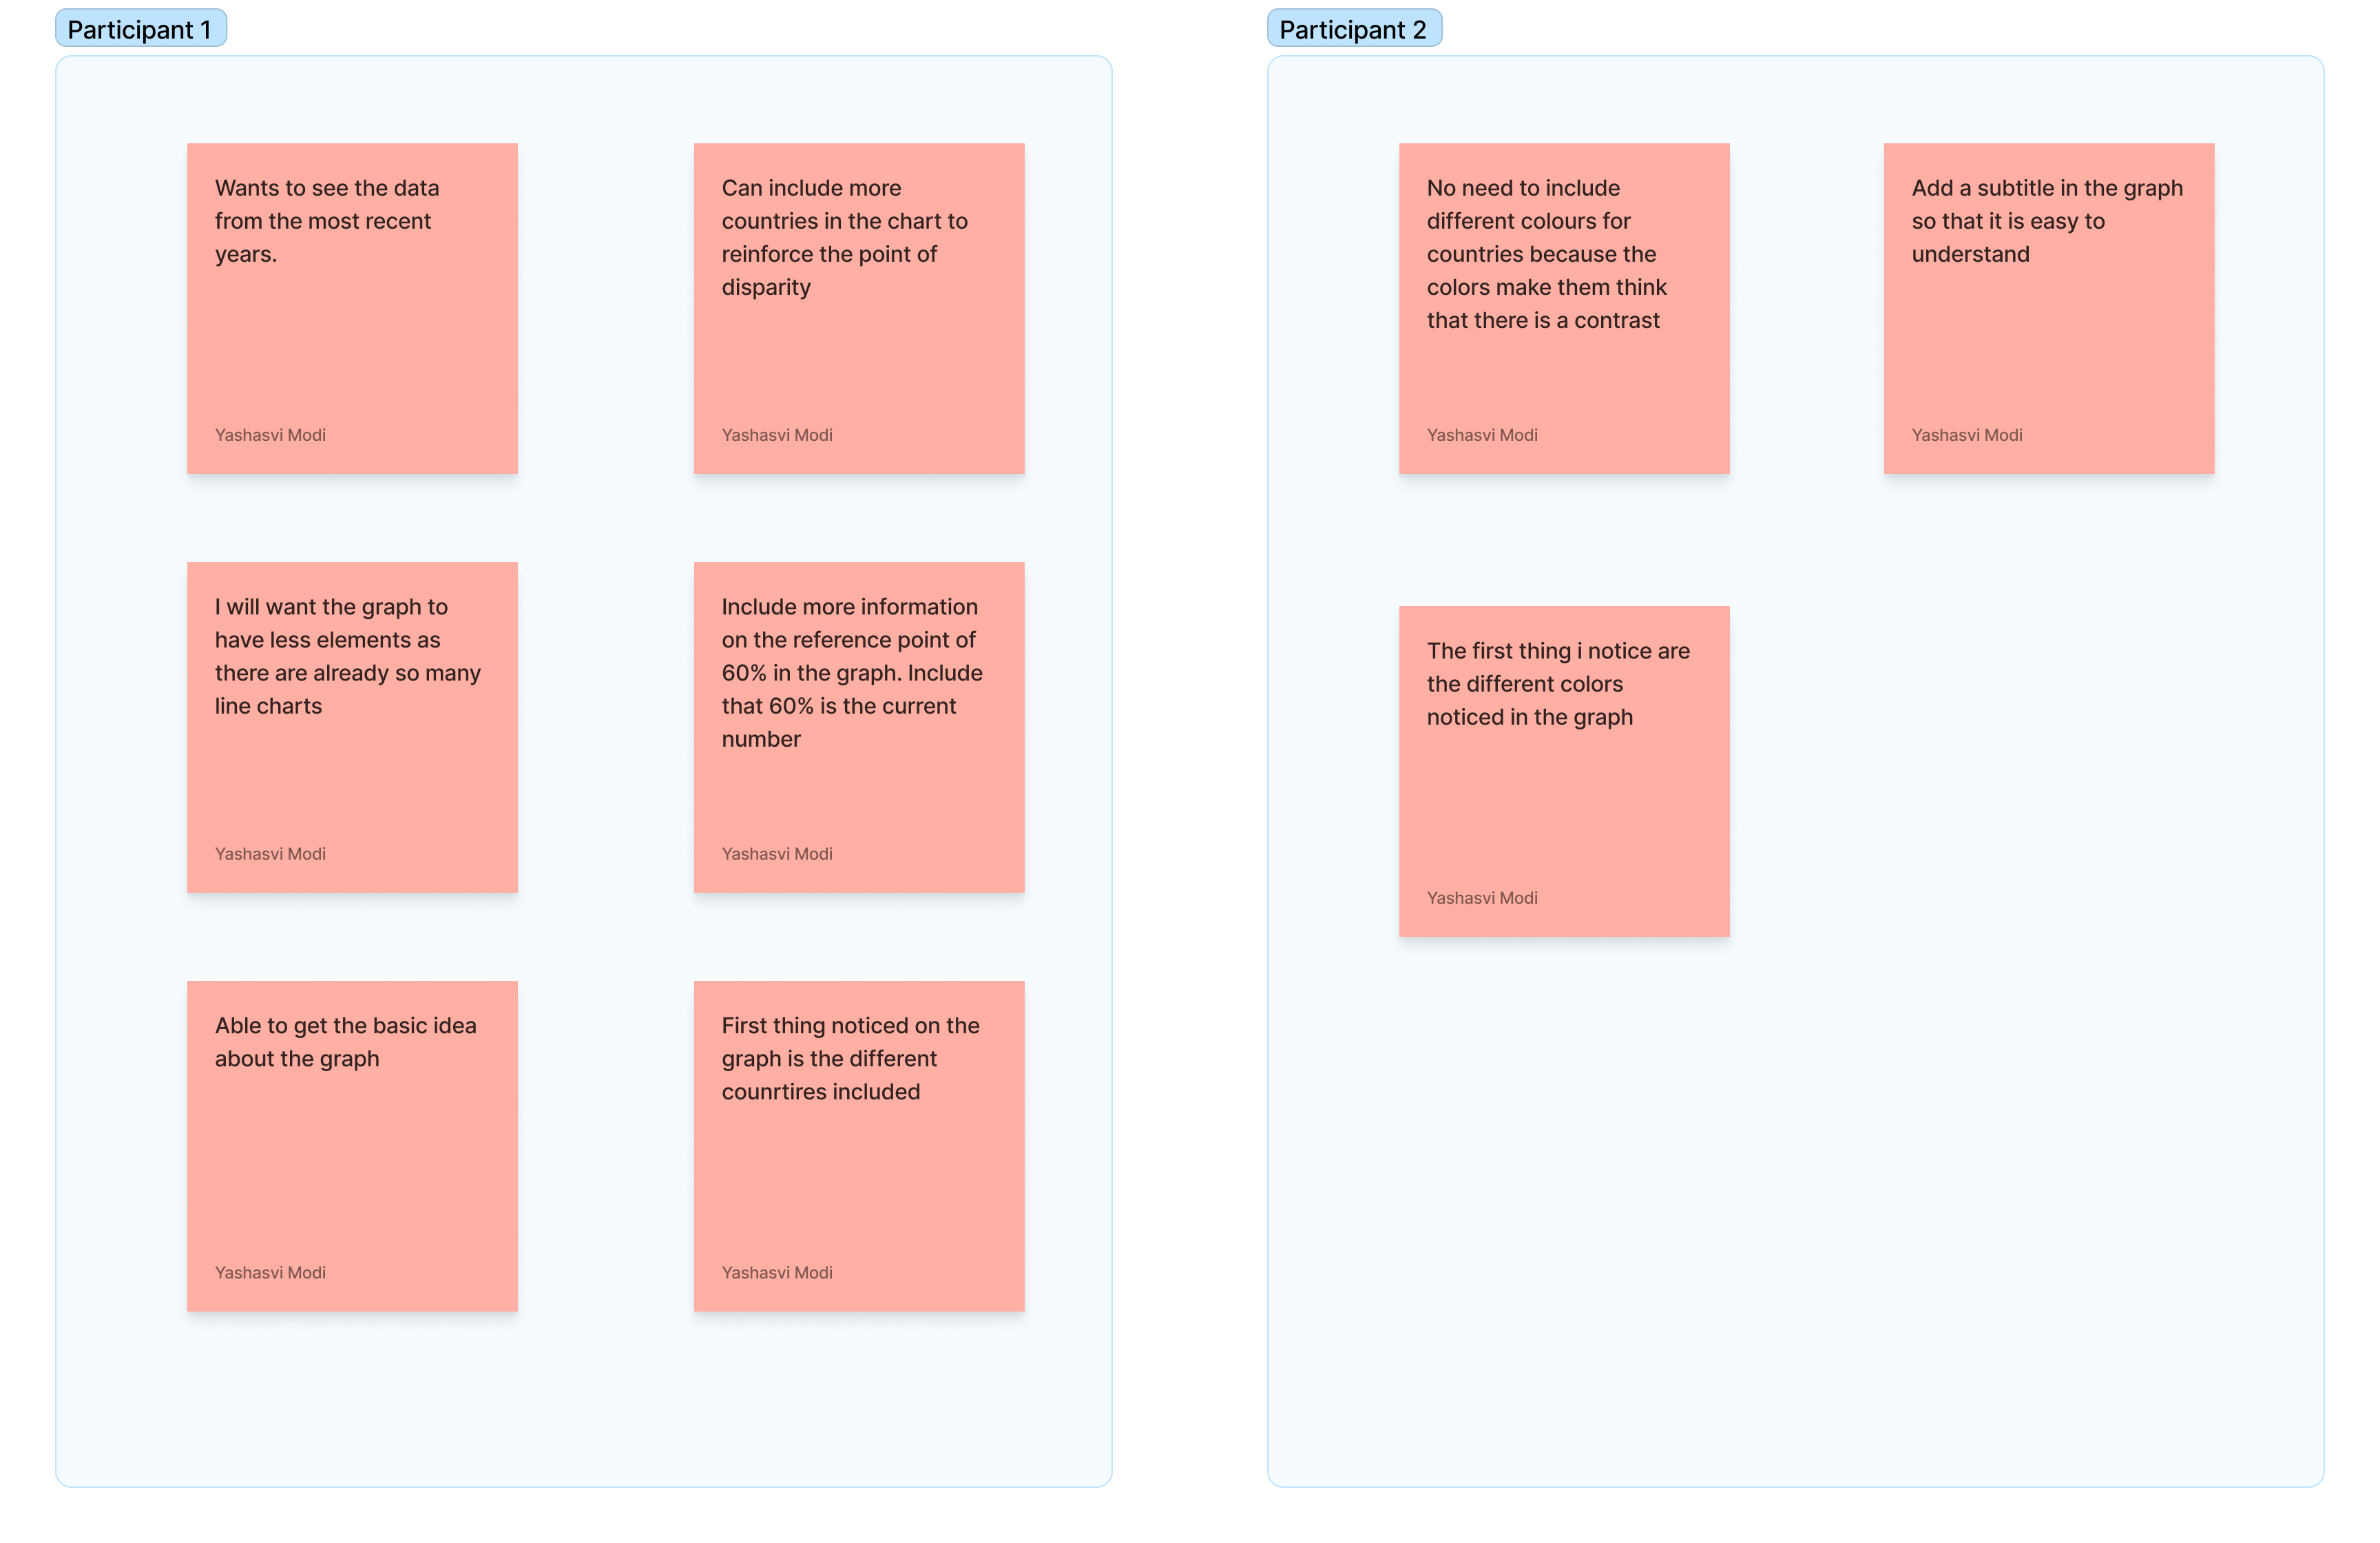 Participant 1
Wants to see the data
from the most recent
years.
Yashasvi Modi
Can include more
countries in the chart to
reinforce the point of
disparity
Yashasvi Modi
I will want the graph to
have less elements as
there are already so many
line charts
Yashasvi Modi
Include more information
on the reference point of
60% in the graph. Include
that 60% is the current
number
Yashasvi Modi
Able to get the basic idea
about the graph
Yashasvi Modi
First thing noticed on the
graph is the different
counrtires included
Yashasvi Modi
Participant 2
No need to include
different colours for
countries because the
colors make them think
that there is a contrast
Yashasvi Modi
Add a subtitle in the graph
so that it is easy to
understand
Yashasvi Modi
The first thing i notice are
the different colors
noticed in the graph
Yashasvi Modi